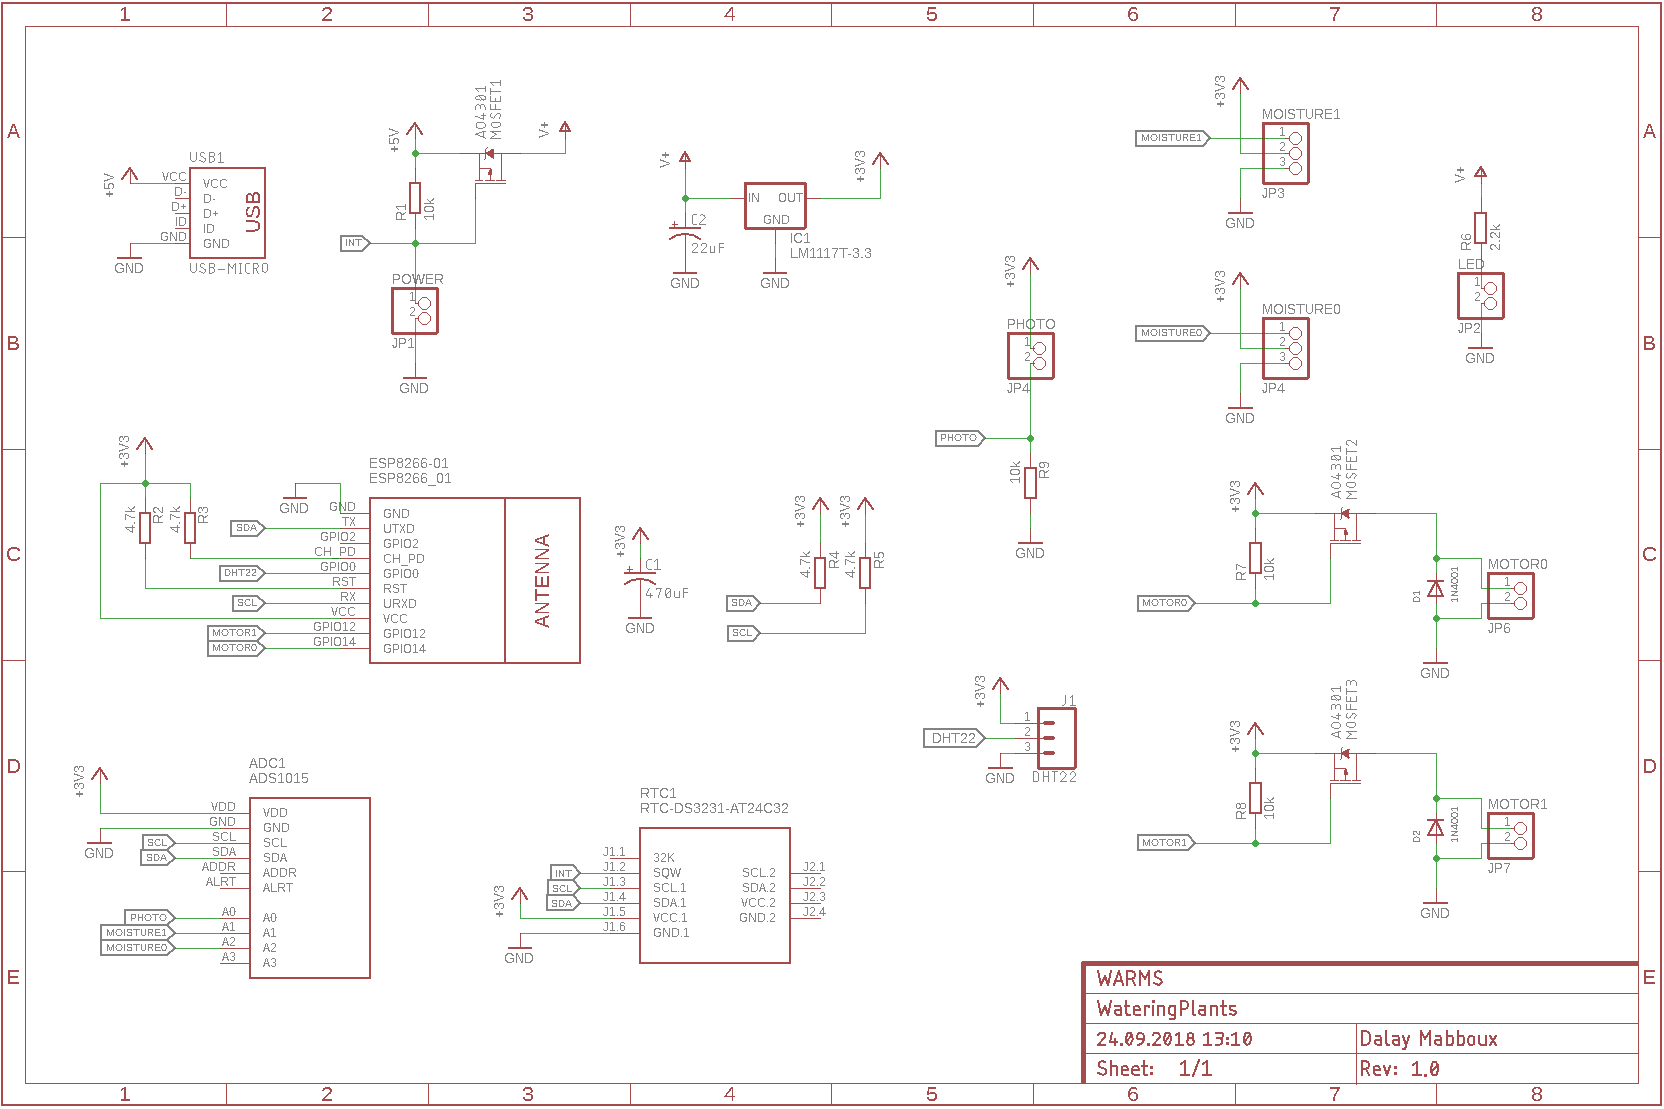 1 2 3 4 5 6 7 8
A
A
B
B
C
C
D
D
E
E
USB1
+5V
VCC
D-
D+
ID
GND
VCC
D-
D+
ID
GND
USB
GND
USB-MICRO
+5V
AO4301
MOSFET1
V+
R1
10k
INT
POWER
1
2
JP1
GND
V+
C2
22uF
GND
IN OUT
GND
IC1
LM1117T-3.3
GND
+3V3
+3V3
PHOTO
1
2
JP4
PHOTO
10k
R9
GND
+3V3
MOISTURE1
MOISTURE1
1
2
3
JP3
GND
+3V3
MOISTURE0
MOISTURE0
1
2
3
JP4
GND
V+
R6
2.2k
LED
1
2
JP2
GND
+3V3
4.7k
R2
4.7k
R3
GND
ESP8266-01
ESP8266_01
SDA
DHT22
SCL
MOTOR1
MOTOR0
GND
TX
GPIO2
CH_PD
GPIO0
RST
RX
VCC
GPIO12
GPIO14
GND
UTXD
GPIO2
CH_PD
GPIO0
RST
URXD
VCC
GPIO12
GPIO14
ANTENNA
+3V3
C1
470uF
GND
+3V3
+3V3
4.7k
R4
4.7k
R5
SDA
SCL
+3V3
AO4301
MOSFET2
R7
10k
MOTOR0
D1
1N4001
MOTOR0
1
2
JP6
GND
+3V3
J1
1
2
3
DHT22
GND
DHT22
+3V3
AO4301
MOSFET3
R8
10k
MOTOR1
D2
1N4001
MOTOR1
1
2
JP7
GND
+3V3
ADC1
ADS1015
GND
SCL
SDA
PHOTO
MOISTURE1
MOISTURE0
VDD
GND
SCL
SDA
ADDR
ALRT
A0
A1
A2
A3
VDD
GND
SCL
SDA
ADDR
ALRT
A0
A1
A2
A3
RTC1
RTC-DS3231-AT24C32
INT
SCL
SDA
+3V3
GND
J1.1
J1.2
J1.3
J1.4
J1.5
J1.6
32K
SQW
SCL.1
SDA.1
VCC.1
GND.1
SCL.2
SDA.2
VCC.2
GND.2
J2.1
J2.2
J2.3
J2.4
WARMS
WateringPlants
24.09.2018 13:10 Dalay Mabboux
Sheet: 1/1 Rev: 1.0
1 2 3 4 5 6 7 8